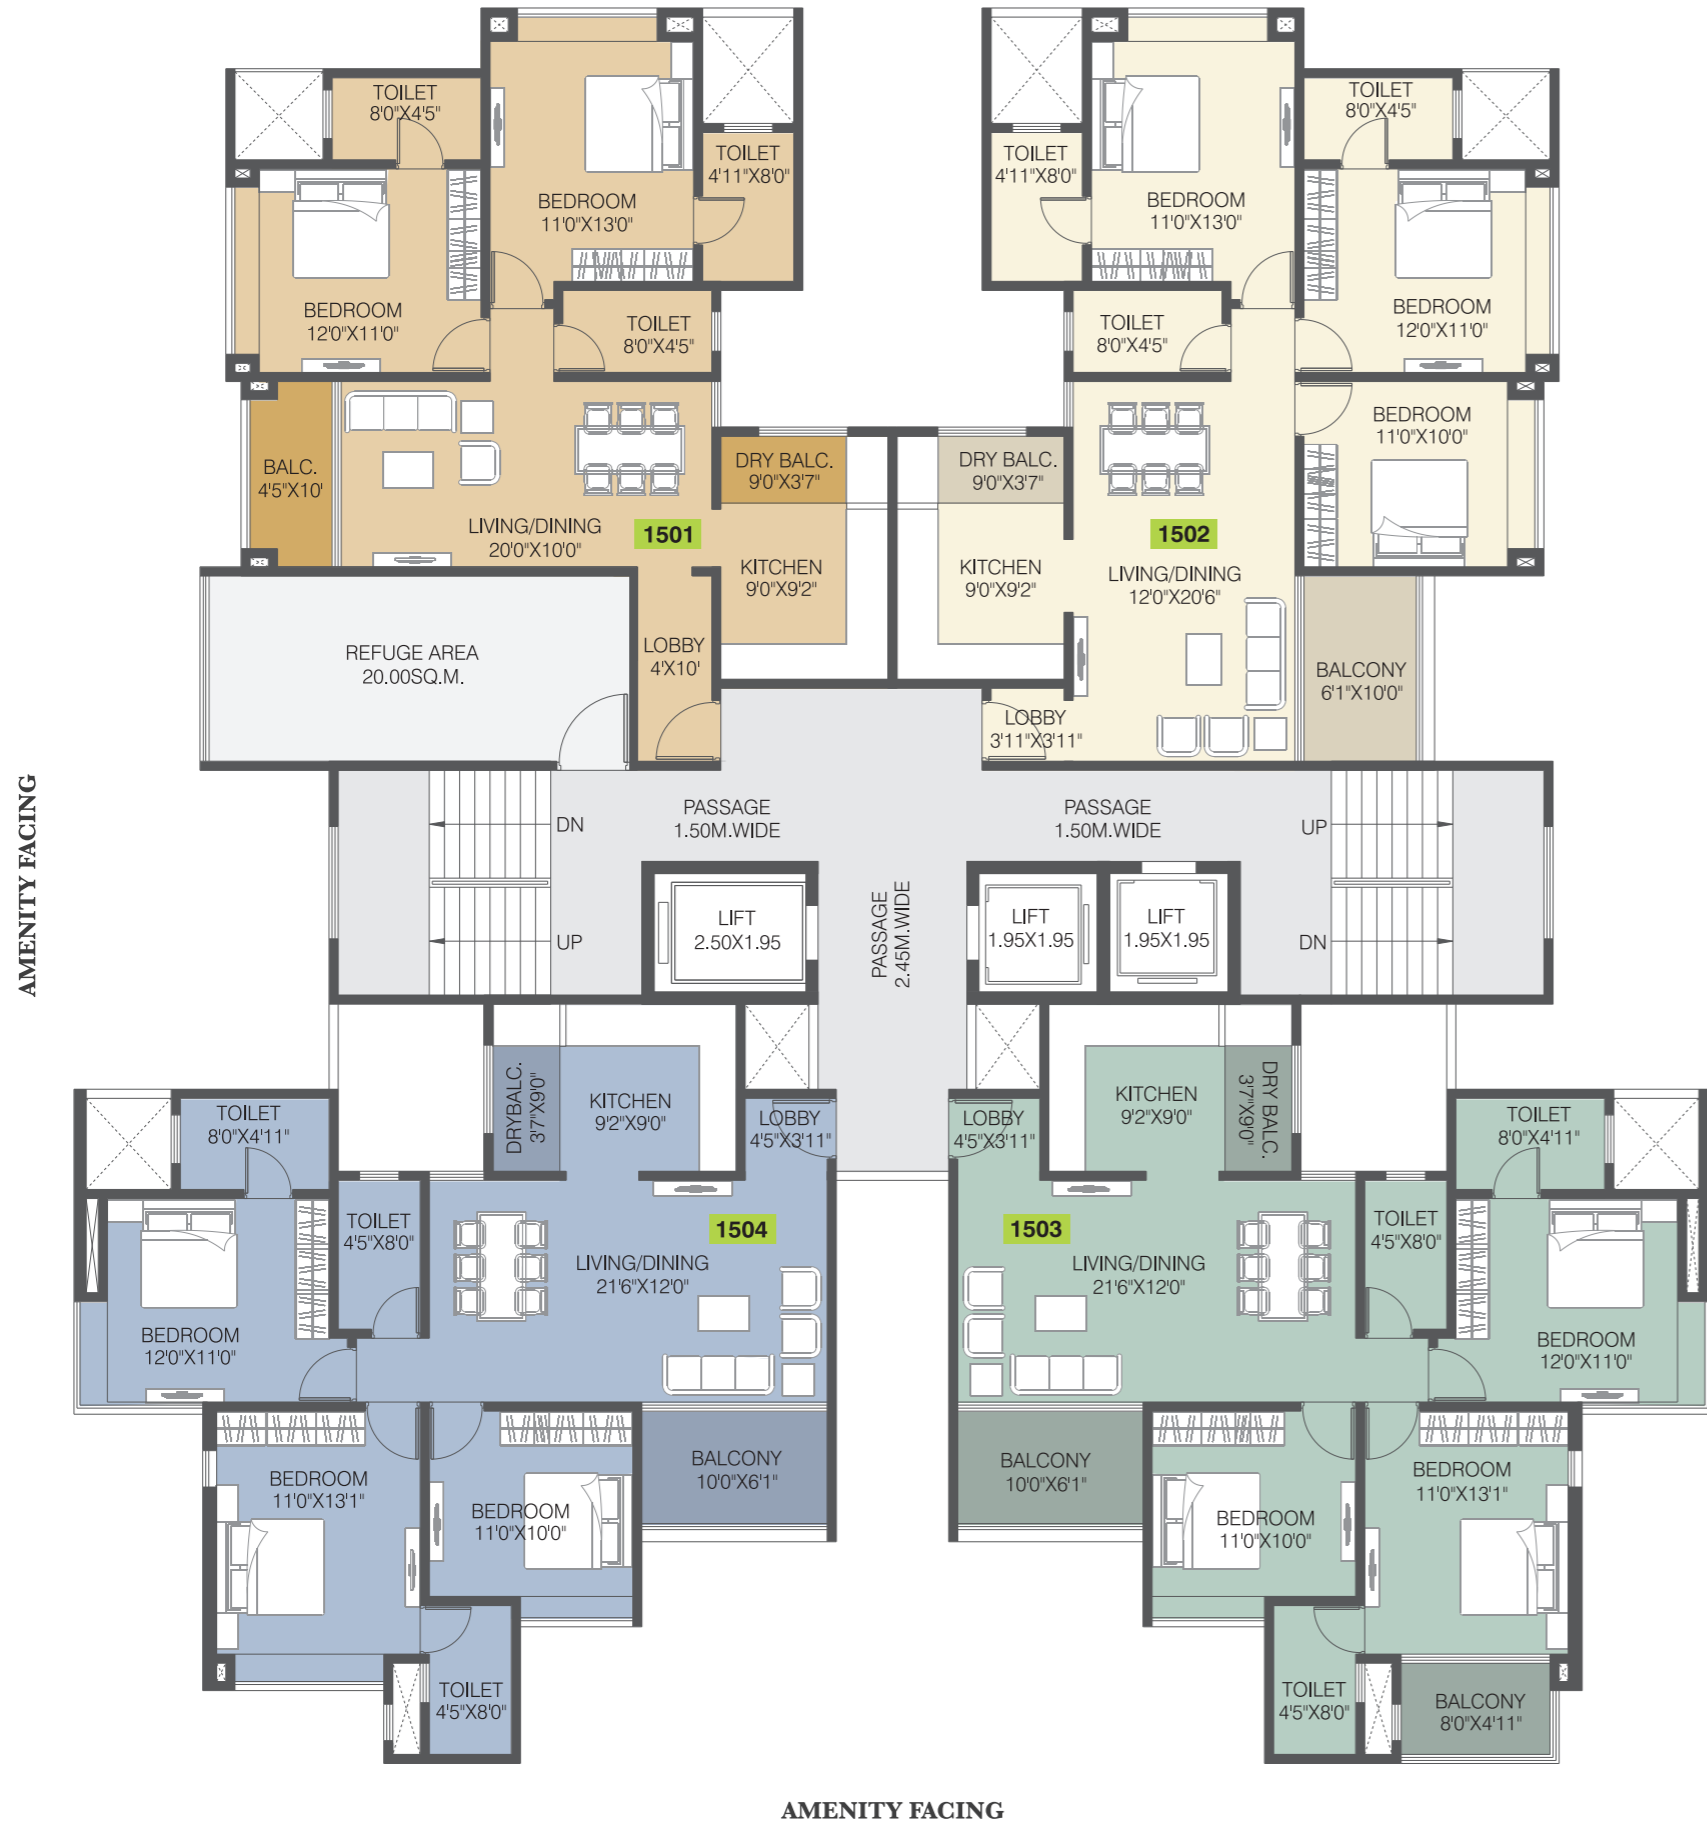 TOILET
8'0"X4'5"
BEDROOM
11'0"X13'0"
TOILET
4'11"X8'0"
BEDROOM
12'0"X11'0"
TOILET
8'0"X4'5"
BALC.
4'5"X10'
LIVING/DINING
20'0"X10'0"
1501
DRY BALC.
9'0"X3'7"
KITCHEN
9'0"X9'2"
LOBBY
4'X10'
REFUGE AREA
20.00SQ.M.
TOILET
4'11"X8'0"
BEDROOM
11'0"X13'0"
TOILET
8'0"X4'5"
TOILET
8'0"X4'5"
BEDROOM
12'0"X11'0"
BEDROOM
11'0"X10'0"
DRY BALC.
9'0"X3'7"
KITCHEN
9'0"X9'2"
1502
LIVING/DINING
12'0"X20'6"
BALCONY
6'1"X10'0"
LOBBY
3'11"X3'11"
AMENITY FACING
PASSAGE
1.50M.WIDE
PASSAGE
1.50M.WIDE
DN
UP
UP
DN
LIFT
2.50X1.95
PASSAGE
2.45M.WIDE
LIFT
1.95X1.95
LIFT
1.95X1.95
DRYBALC.
3'7"X9'0"
KITCHEN
9'2"X9'0"
LOBBY
4'5"X3'11"
TOILET
8'0"X4'11"
TOILET
4'5"X8'0"
1504
LIVING/DINING
21'6"X12'0"
BEDROOM
12'0"X11'0"
BEDROOM
11'0"X13'1"
BEDROOM
11'0"X10'0"
BALCONY
10'0"X6'1"
TOILET
4'5"X8'0"
LOBBY
4'5"X3'11"
KITCHEN
9'2"X9'0"
DRY BALC.
3'7"X9'0"
TOILET
8'0"X4'11"
1503
TOILET
4'5"X8'0"
LIVING/DINING
21'6"X12'0"
BEDROOM
12'0"X11'0"
BALCONY
10'0"X6'1"
BEDROOM
11'0"X10'0"
BEDROOM
11'0"X13'1"
TOILET
4'5"X8'0"
BALCONY
8'0"X4'11"
AMENITY FACING